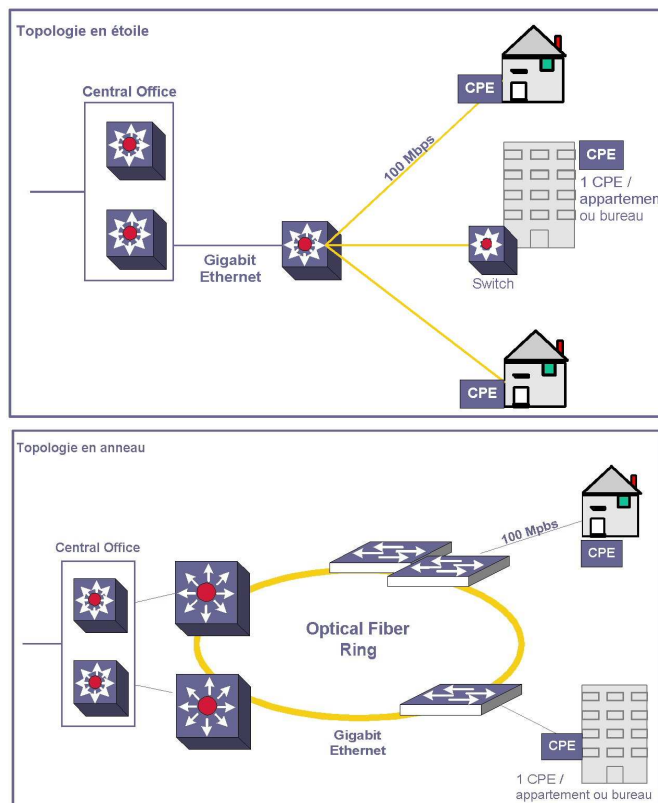 Topologie en étoile
Central Office
CPE
100 Mbps
CPE
1 CPE /
appartement
ou bureau
Gigabit
Ethernet
Switch
CPE
Topologie en anneau
Central Office
100 Mpbs
CPE
Optical Fiber
Ring
Gigabit
Ethernet
CPE
1 CPE /
appartement ou bureau